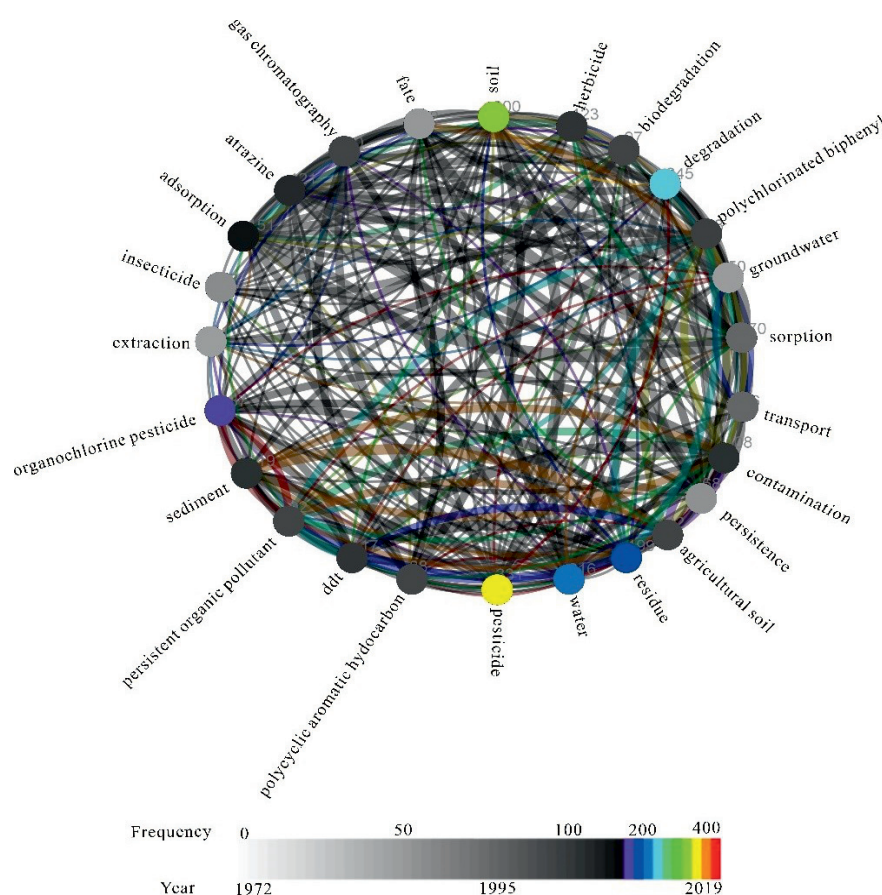 gas chromatography
fate
soil
herbicide
biodegradation
degradation
polychlorinated biphenyl
groundwater
sorption
transport
contamination
persistence
agricultural soil
residue
water
pesticide
polycyclic aromatic hydocarbon
ddt
persistent organic pollutant
sediment
organochlorine pesticide
extraction
insecticide
adsorption
atrazine
Frequency 0 50 100 200 400
Year 1972 1995 2019